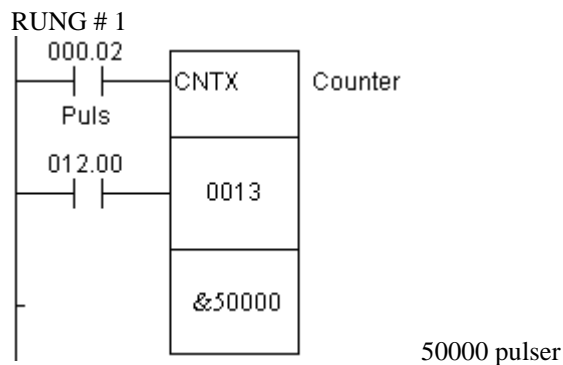 RUNG # 1
000.02
CNTX Counter
Puls
012.00
0013
&50000
50000 pulser